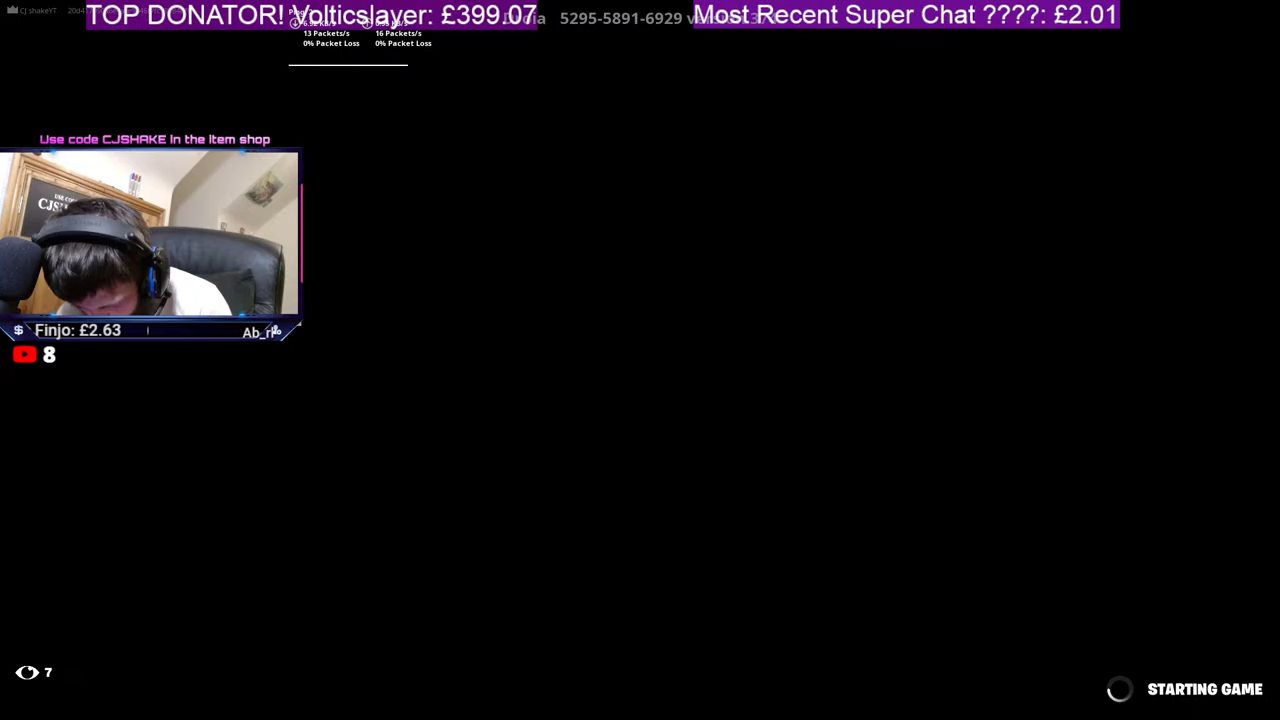 CJ shakeYT
TOP DONATOR! Volticslayer: £399.07
5295-5891-6929
Most Recent Super Chat ????: £2.01
13 Packets/s
16 Packets/s
0% Packet Loss
0% Packet Loss
Use code CJSHAKE in the item shop
Finjo: £2.63
8
7
STARTING GAME